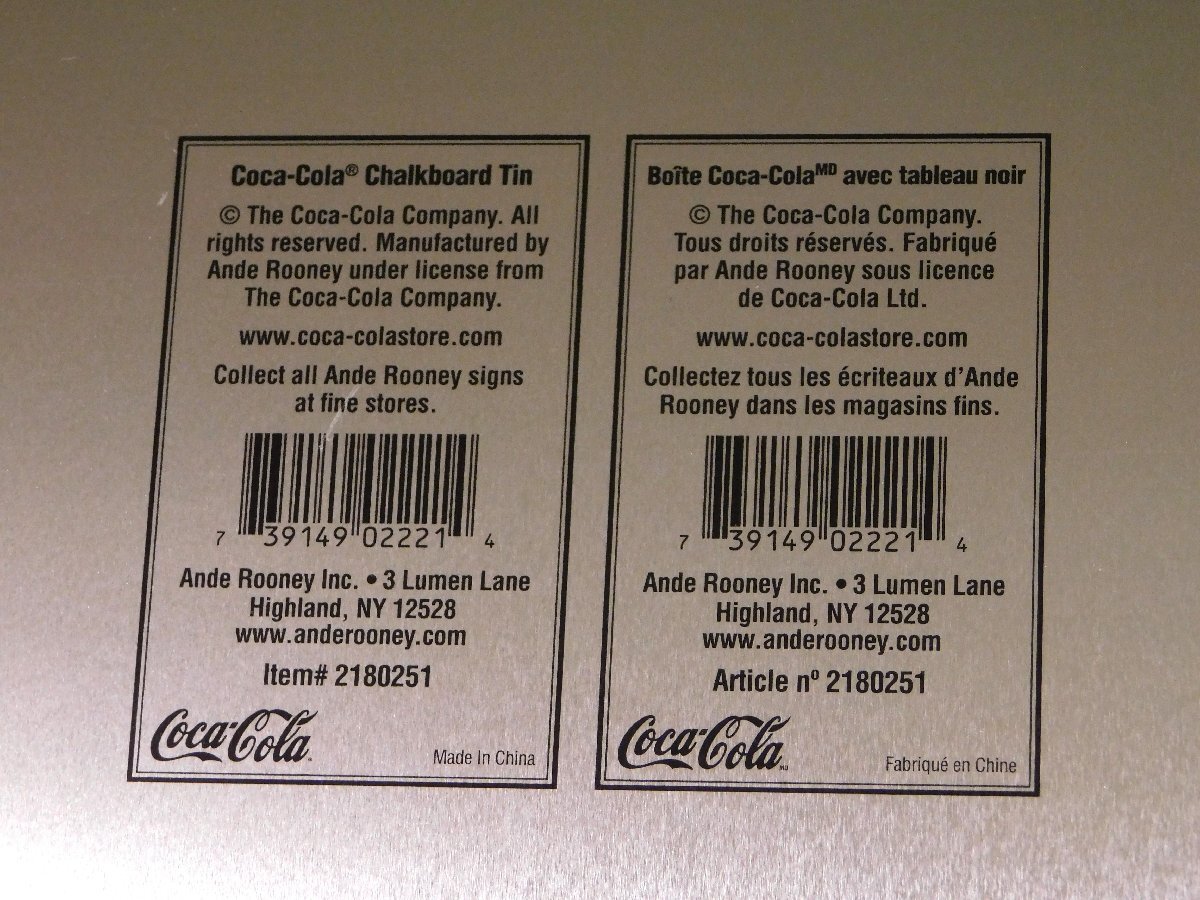 Coca-Cola® Chalkboard Tin
© The Coca-Cola Company. All
rights reserved. Manufactured by
Ande Rooney under license from
The Coca-Cola Company.
www.coca-colastore.com
Collect all Ande Rooney signs
at fine stores.
7 39149 02221 4
Ande Rooney Inc. • 3 Lumen Lane
Highland, NY 12528
www.anderooney.com
Item# 2180251
Coca-Cola
Made In China
Boîte Coca-Colaᴹᴰ avec tableau noir
© The Coca-Cola Company.
Tous droits réservés. Fabriqué
par Ande Rooney sous licence
de Coca-Cola Ltd.
www.coca-colastore.com
Collectez tous les écriteaux d'Ande
Rooney dans les magasins fins.
7 39149 02221 4
Ande Rooney Inc. • 3 Lumen Lane
Highland, NY 12528
www.anderooney.com
Article nº 2180251
Coca-Cola MD
Fabriqué en Chine